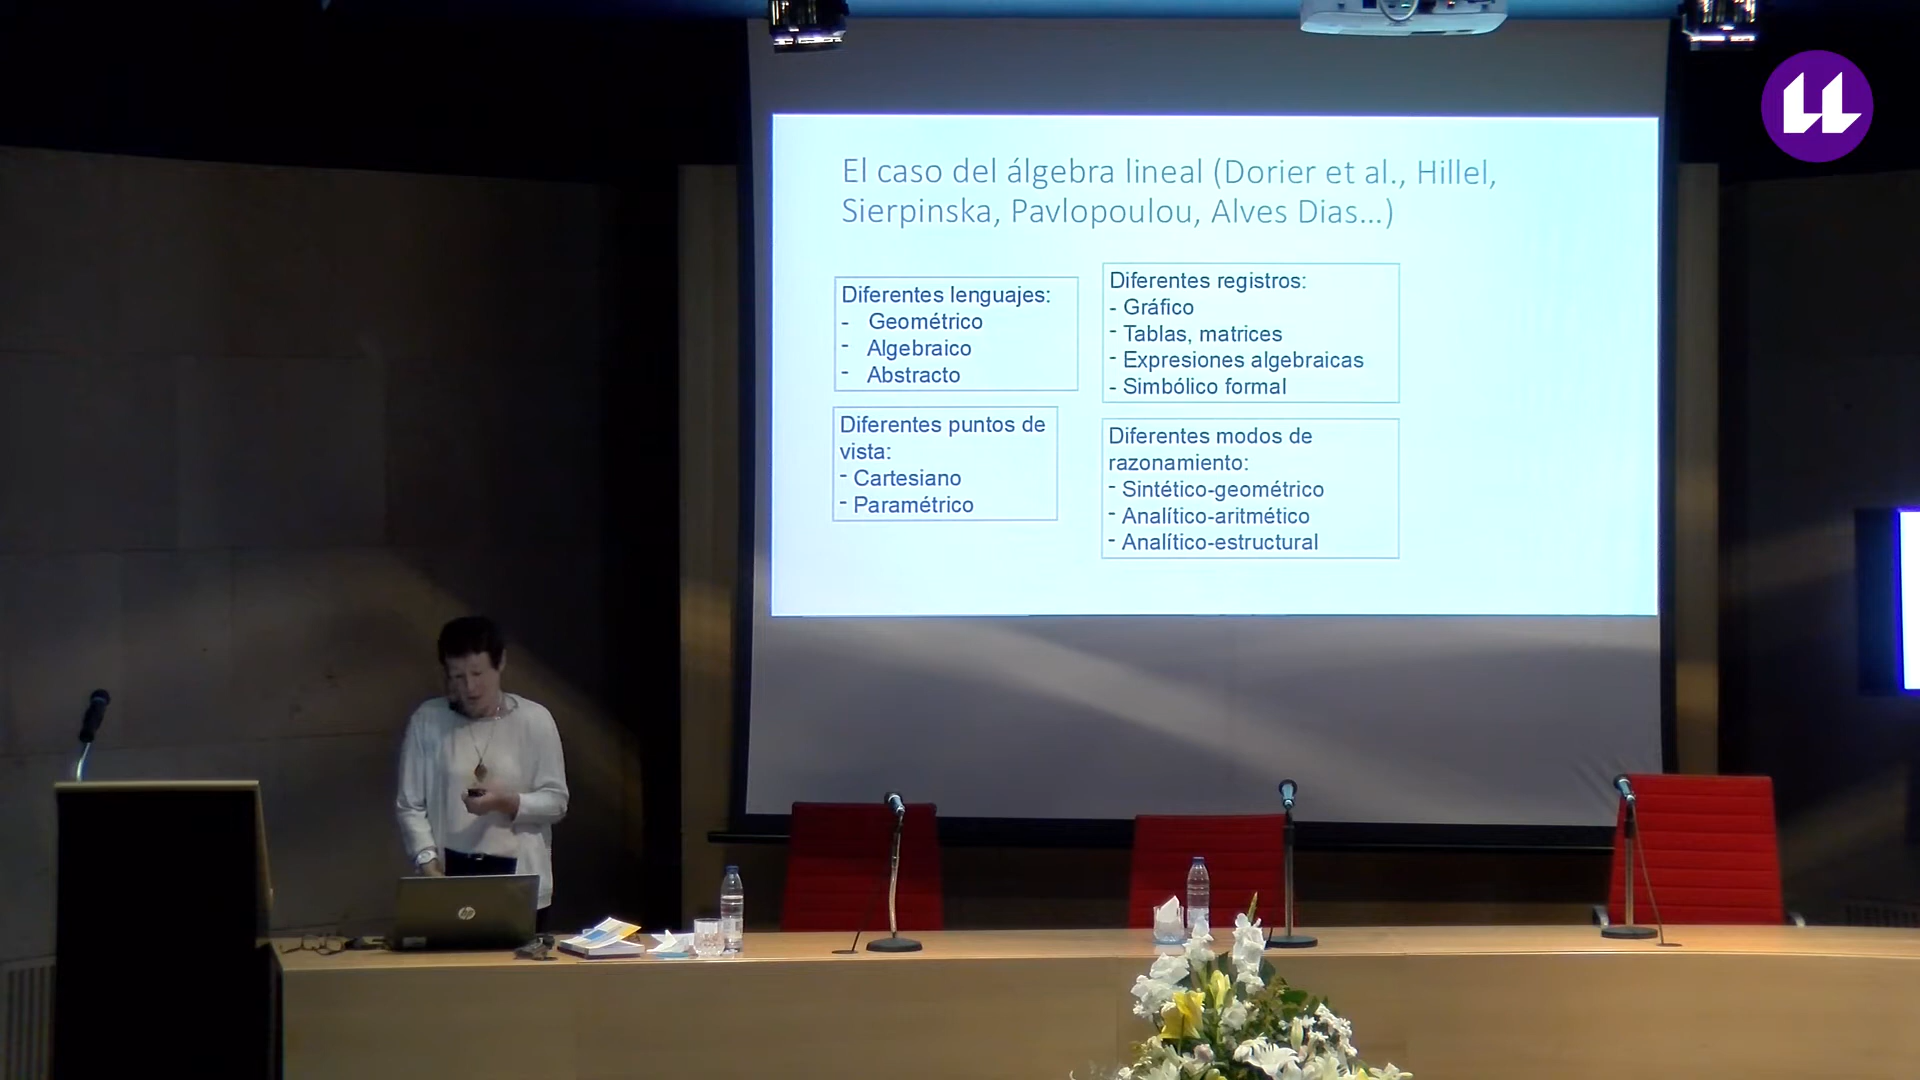 El caso del álgebra lineal (Dorier et al., Hillel,
Sierpinska, Pavlopoulou, Alves Dias...)
Diferentes lenguajes:
- Geométrico
- Algebraico
- Abstracto
Diferentes registros:
- Gráfico
- Tablas, matrices
- Expresiones algebraicas
- Simbólico formal
Diferentes puntos de
vista:
- Cartesiano
- Paramétrico
Diferentes modos de
razonamiento:
- Sintético-geométrico
- Analítico-aritmético
- Analítico-estructural
hp